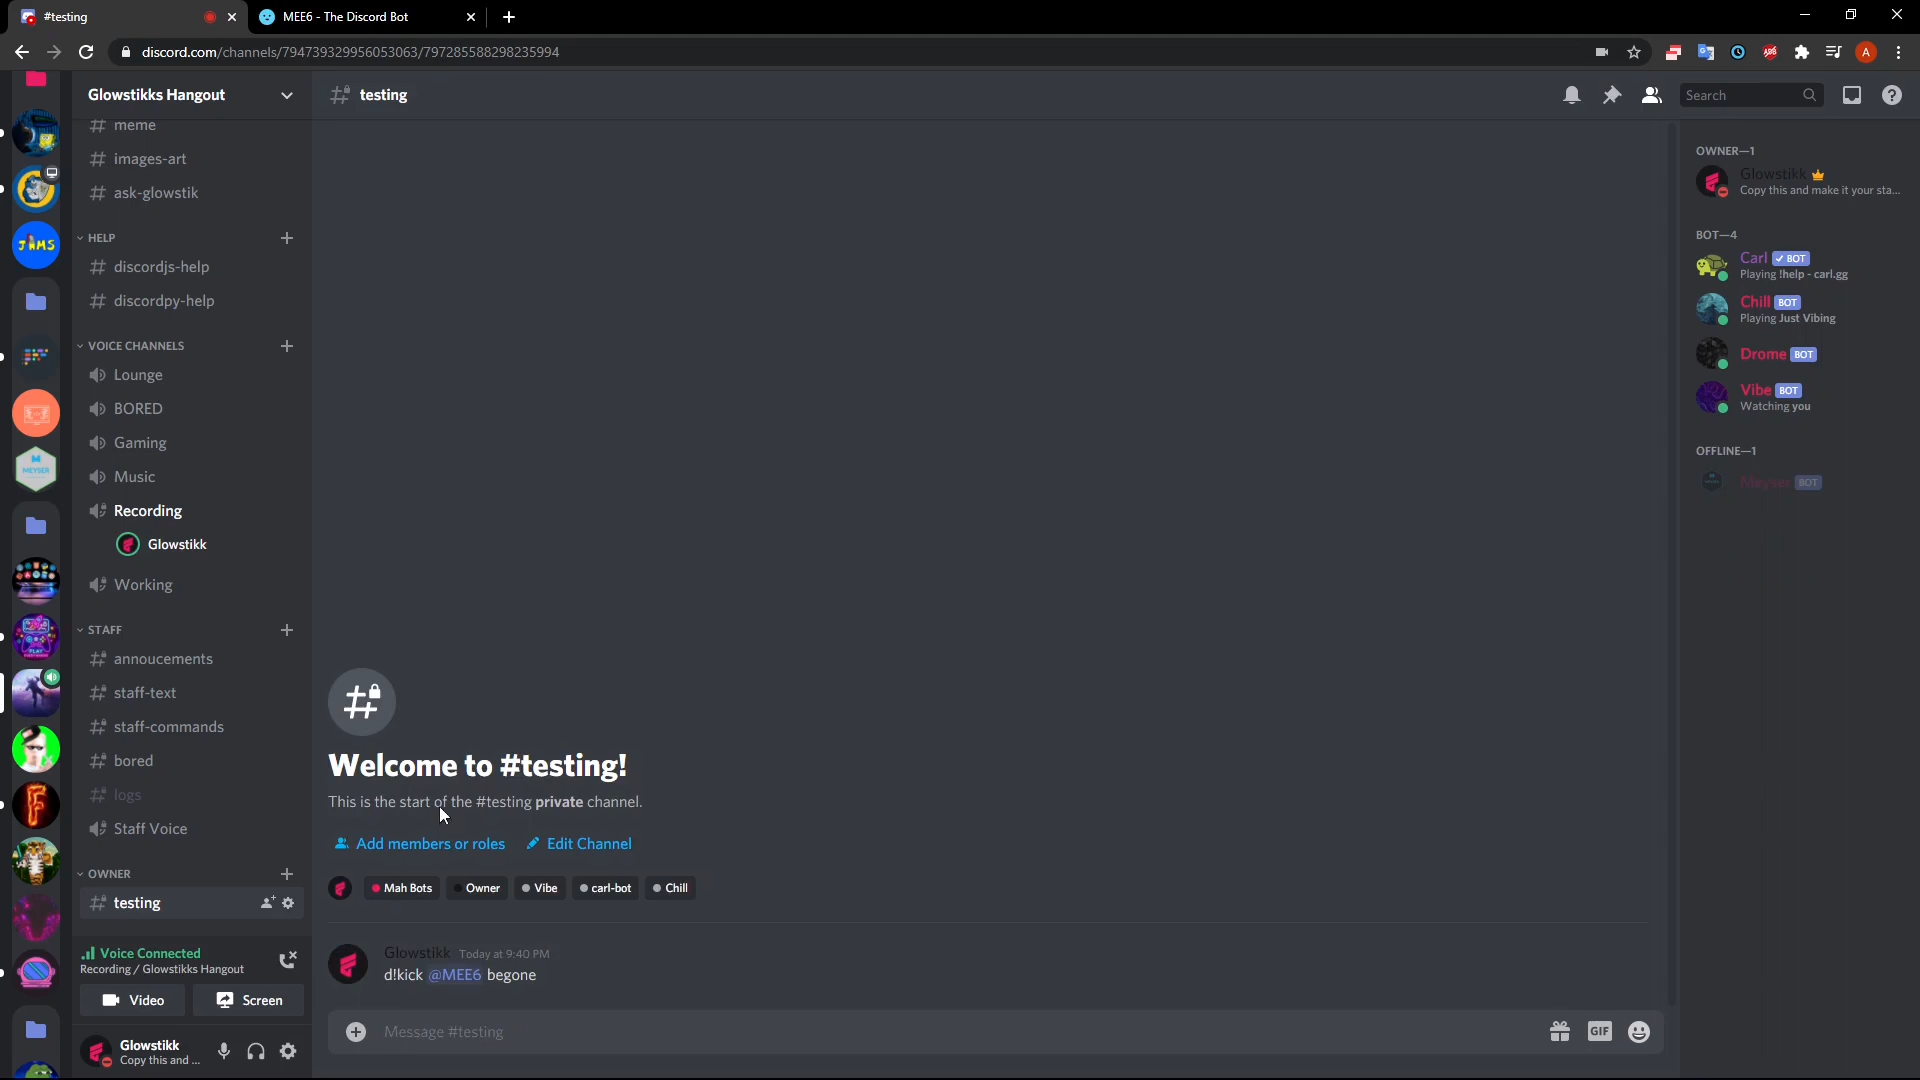 #testing
MEE6 - The Discord Bot
discord.com/channels/794739329956053063/797285588298235994
A
Glowstikks Hangout
testing
Search
meme
images-art
ask-glowstik
HELP
discordjs-help
discordpy-help
VOICE CHANNELS
Lounge
BORED
Gaming
Music
Recording
Glowstikk
Working
STAFF
annoucements
staff-text
staff-commands
bored
logs
Staff Voice
OWNER
testing
Voice Connected
Recording / Glowstikks Hangout
Video
Screen
Glowstikk
Copy this and ...
JAMS
MEYSER
Welcome to #testing!
This is the start of the #testing private channel.
Add members or roles
Edit Channel
Mah Bots
Owner
Vibe
carl-bot
Chill
Glowstikk Today at 9:40 PM
d!kick @MEE6 begone
Message #testing
GIF
OWNER—1
Glowstikk
Copy this and make it your sta...
BOT—4
Carl BOT
Playing !help - carl.gg
Chill BOT
Playing Just Vibing
Drome BOT
Vibe BOT
Watching you
OFFLINE—1
Meyser BOT